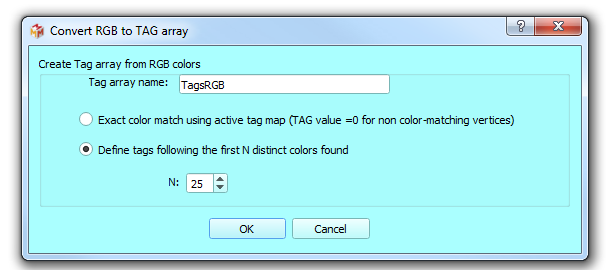 Convert RGB to TAG array
?
Create Tag array from RGB colors
Tag array name: TagsRGB
Exact color match using active tag map (TAG value =0 for non color-matching vertices)
Define tags following the first N distinct colors found
N: 25
OK Cancel